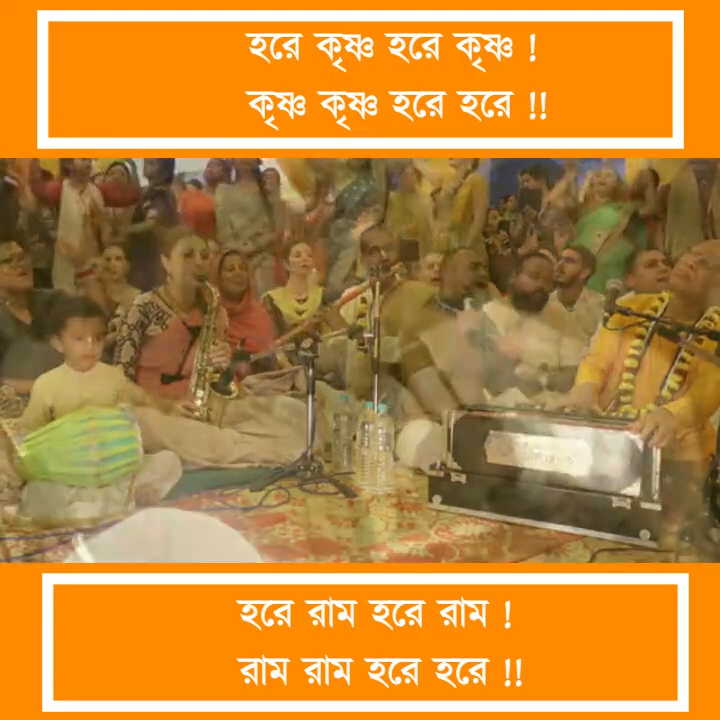 হরে কৃষ্ণ হরে কৃষ্ণ !
কৃষ্ণ কৃষ্ণ হরে হরে !!
হরে রাম হরে রাম !
রাম রাম হরে হরে !!